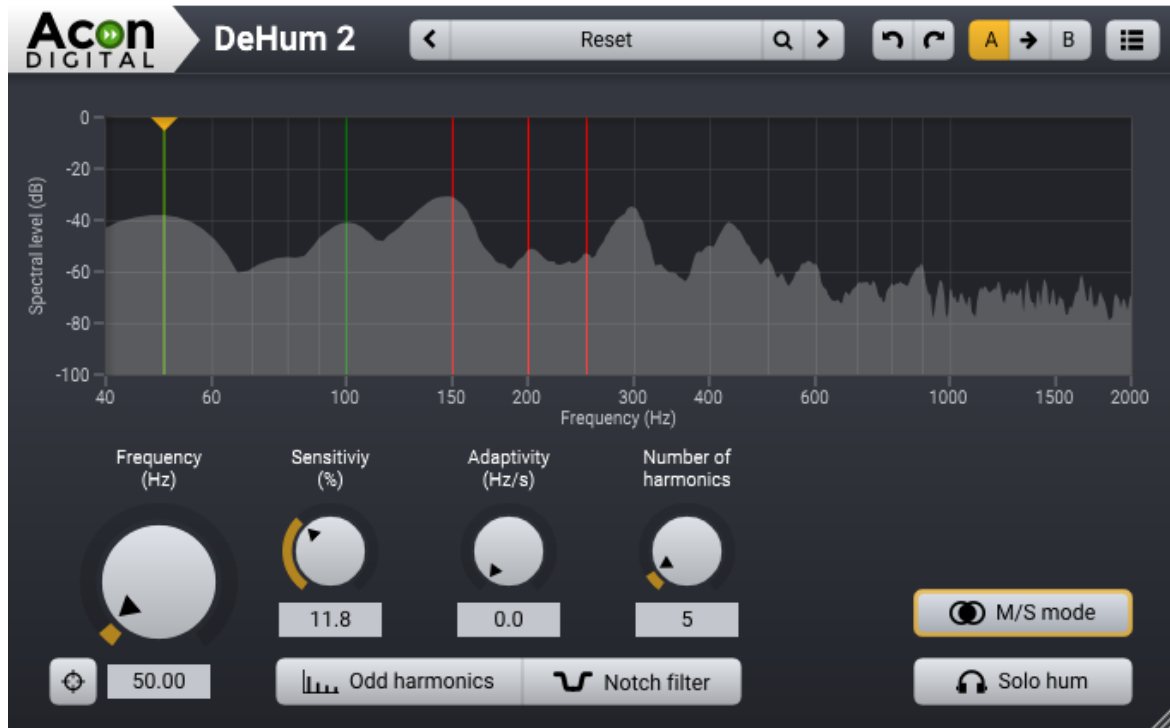 Acon DIGITAL
DeHum 2
Reset
A
B
Spectral level (dB)
0
-20
-40
-60
-80
-100
40 60 100 150 200 300 400 600 1000 1500 2000
Frequency (Hz)
Frequency (Hz)
Sensitiviy (%)
Adaptivity (Hz/s)
Number of harmonics
11.8
0.0
5
M/S mode
50.00
Odd harmonics
Notch filter
Solo hum